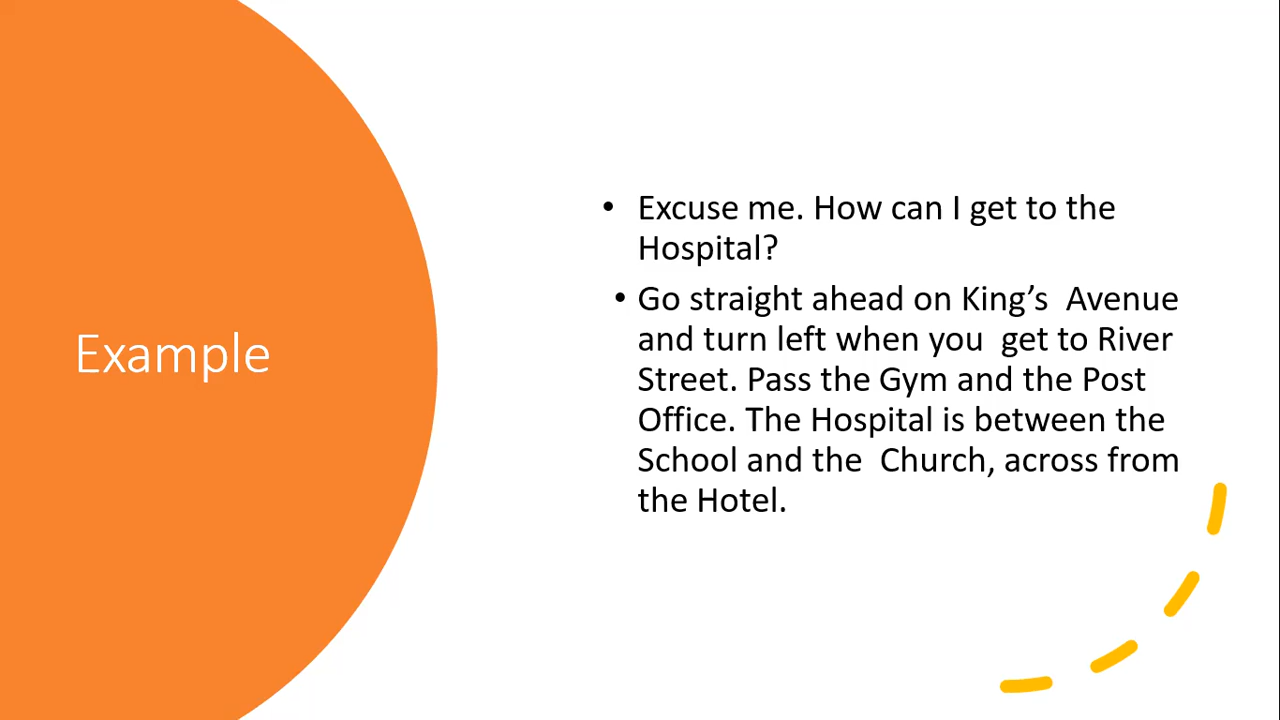 Example
• Excuse me. How can I get to the
Hospital?
• Go straight ahead on King’s  Avenue
and turn left when you  get to River
Street. Pass the Gym and the Post
Office. The Hospital is between the
School and the  Church, across from
the Hotel.